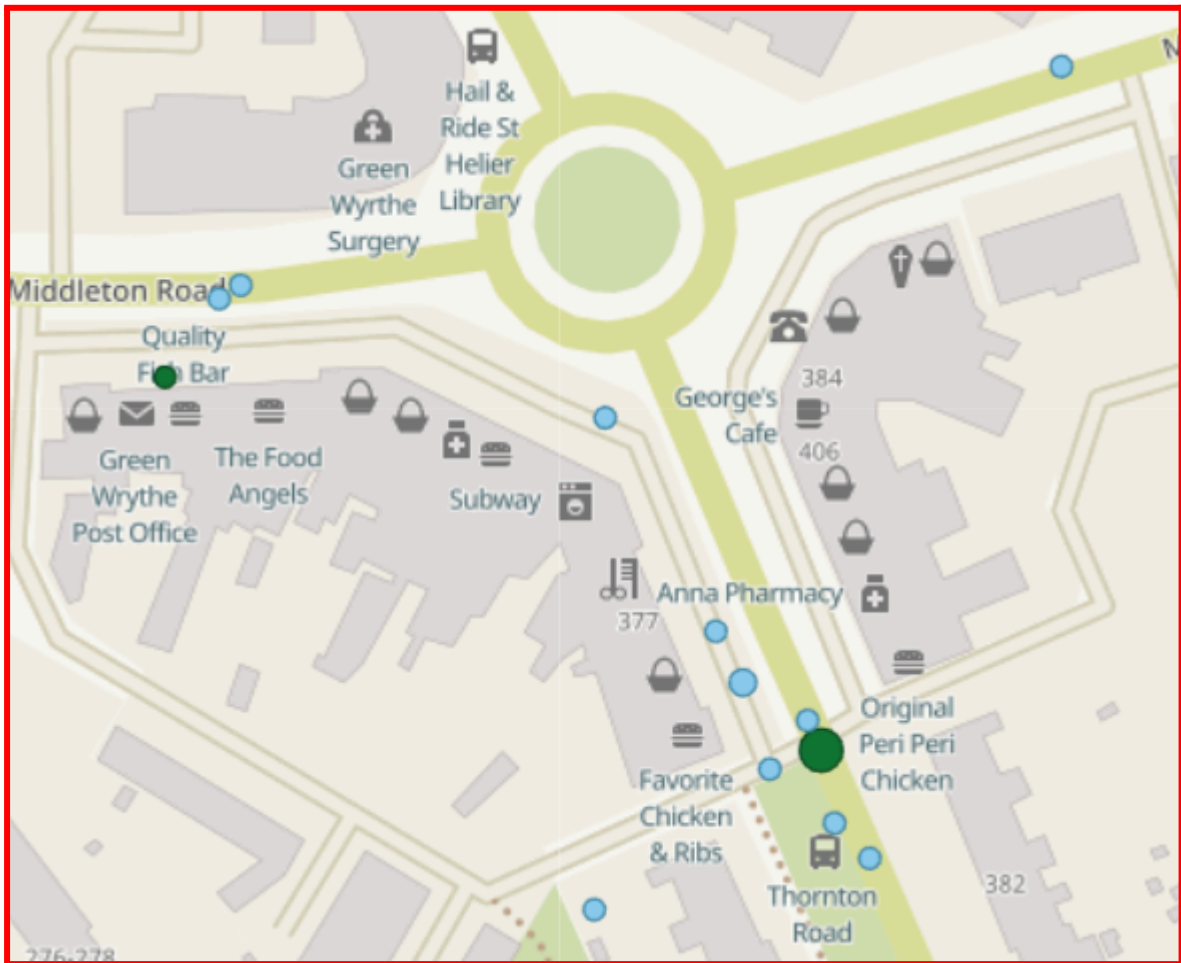 Hail &
Ride St
Helier
Library
Green
Wyrthe
Surgery
Middleton Road
Quality
Fish Bar
384
George's
Cafe
406
Green
Wrythe
Post Office
The Food
Angels
Subway
Anna Pharmacy
377
Original
Peri Peri
Chicken
Favorite
Chicken
& Ribs
Thornton
Road
382
276-278